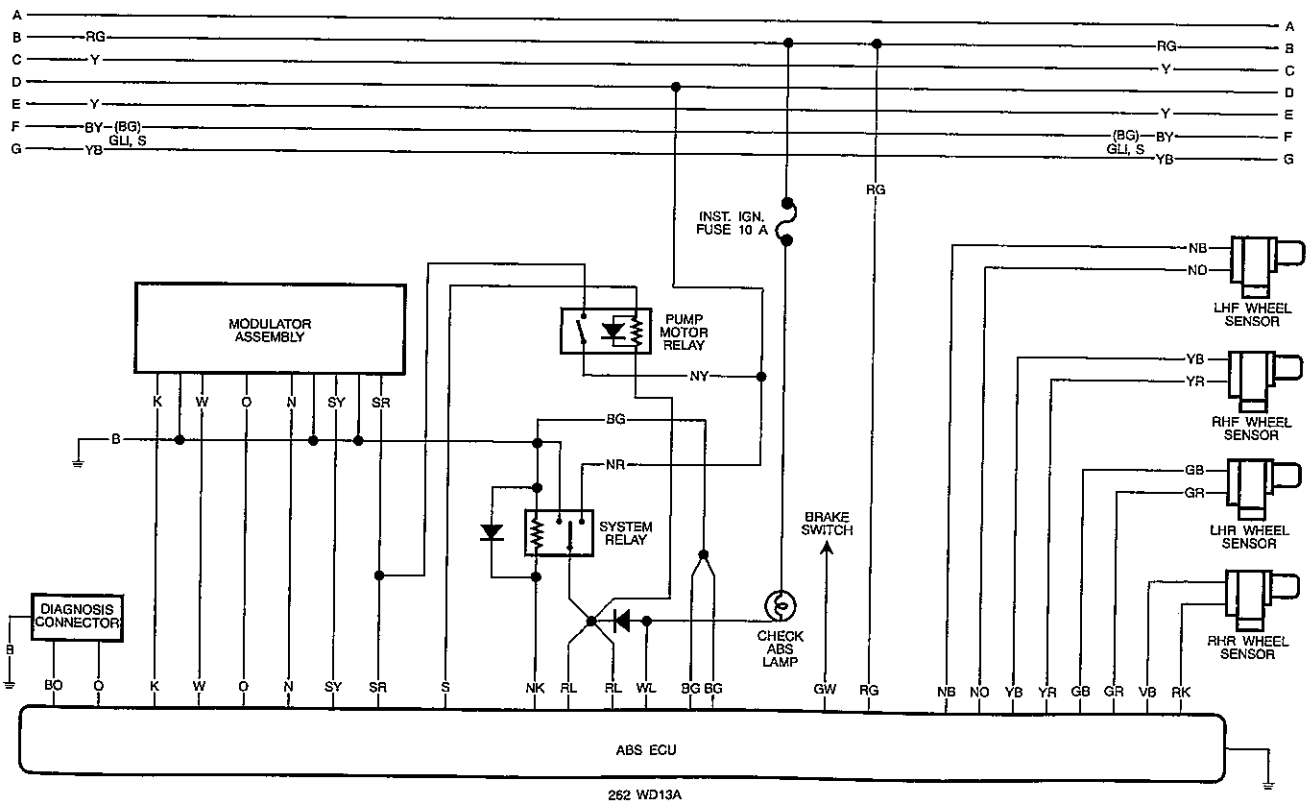 A A
B RG RG B
C Y Y C
D D
E Y Y E
F BY (BG) (BG) BY F
GLI, S GLI, S
G YB YB G
RG
INST. IGN.
FUSE 10 A
NB
NO
LHF WHEEL
SENSOR
MODULATOR
ASSEMBLY
PUMP
MOTOR
RELAY
NY
YB
YR
RHF WHEEL
SENSOR
K W O N SY SR
B
BG
NR
GB
GR
LHR WHEEL
SENSOR
SYSTEM
RELAY
BRAKE
SWITCH
DIAGNOSIS
CONNECTOR
B
CHECK
ABS
LAMP
RHR WHEEL
SENSOR
BO O K W O N SY SR S NK RL RL WL BG BG GW RG NB NO YB YR GB GR VB RK
ABS ECU
262 WD13A